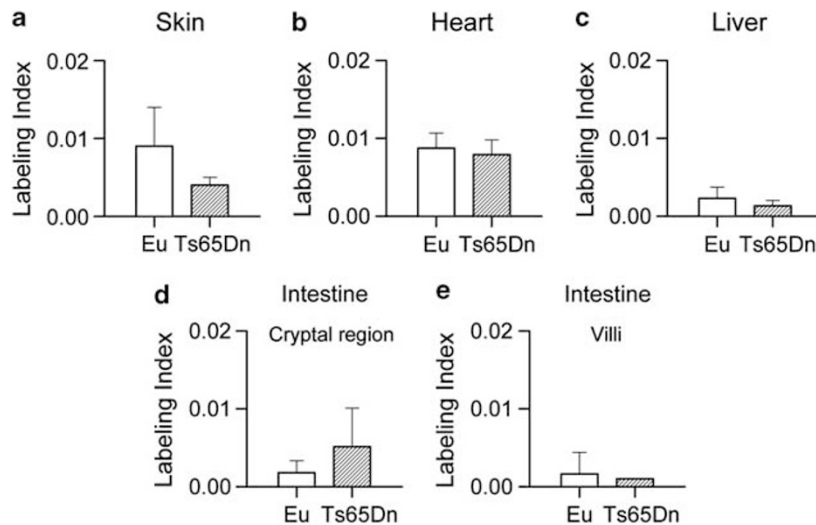 a Skin
Labeling Index
0.02
0.01
0.00
Eu Ts65Dn
b Heart
Labeling Index
0.02
0.01
0.00
Eu Ts65Dn
c Liver
Labeling Index
0.02
0.01
0.00
Eu Ts65Dn
d Intestine
Cryptal region
Labeling Index
0.02
0.01
0.00
Eu Ts65Dn
e Intestine
Villi
Labeling Index
0.02
0.01
0.00
Eu Ts65Dn